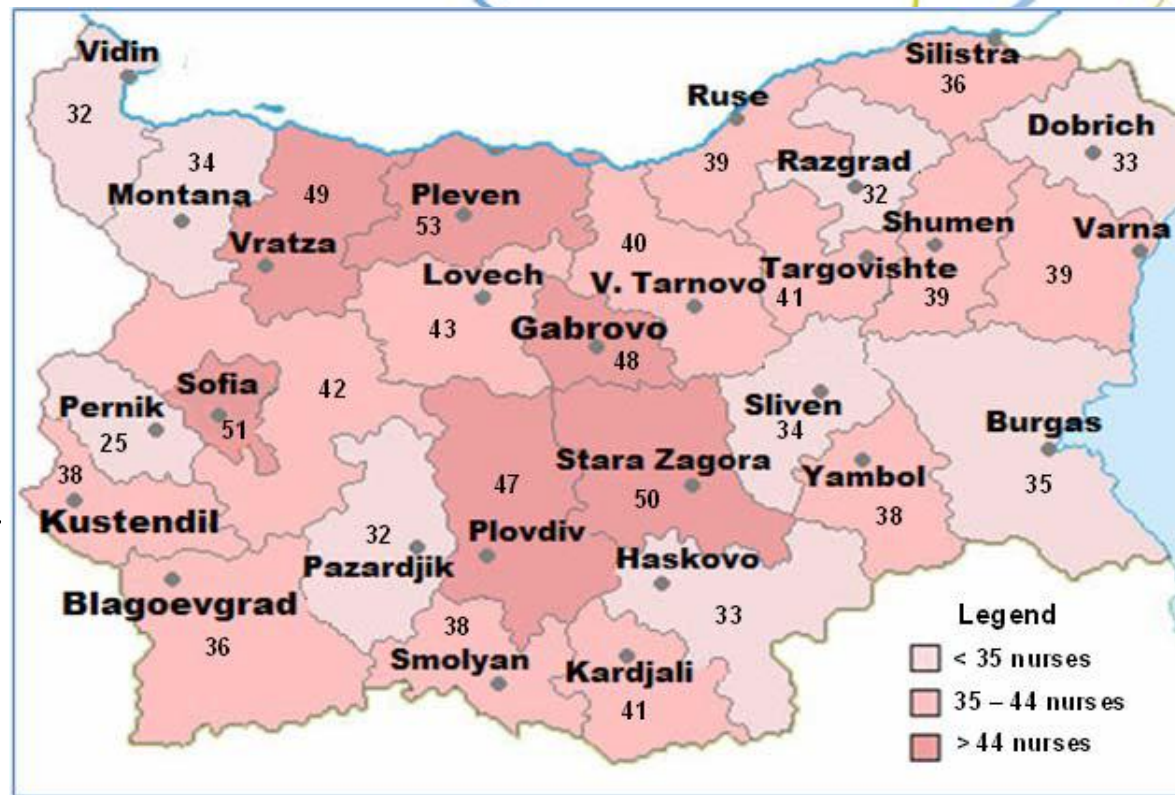 Vidin
32
34
Montana
49
Vratza
Pleven
53
Lovech
43
Gabrovo
48
40
V. Tarnovo
Ruse
39
Silistra
36
Razgrad
32
Dobrich
33
Shumen
39
Targovishte
41
Varna
39
Sofia
51
42
Pernik
25
38
Kustendil
Blagoevgrad
36
32
Pazardjik
47
Plovdiv
Stara Zagora
50
Sliven
34
Yambol
38
Burgas
35
Haskovo
33
38
Smolyan
Kardjali
41
Legend
< 35 nurses
35 – 44 nurses
> 44 nurses